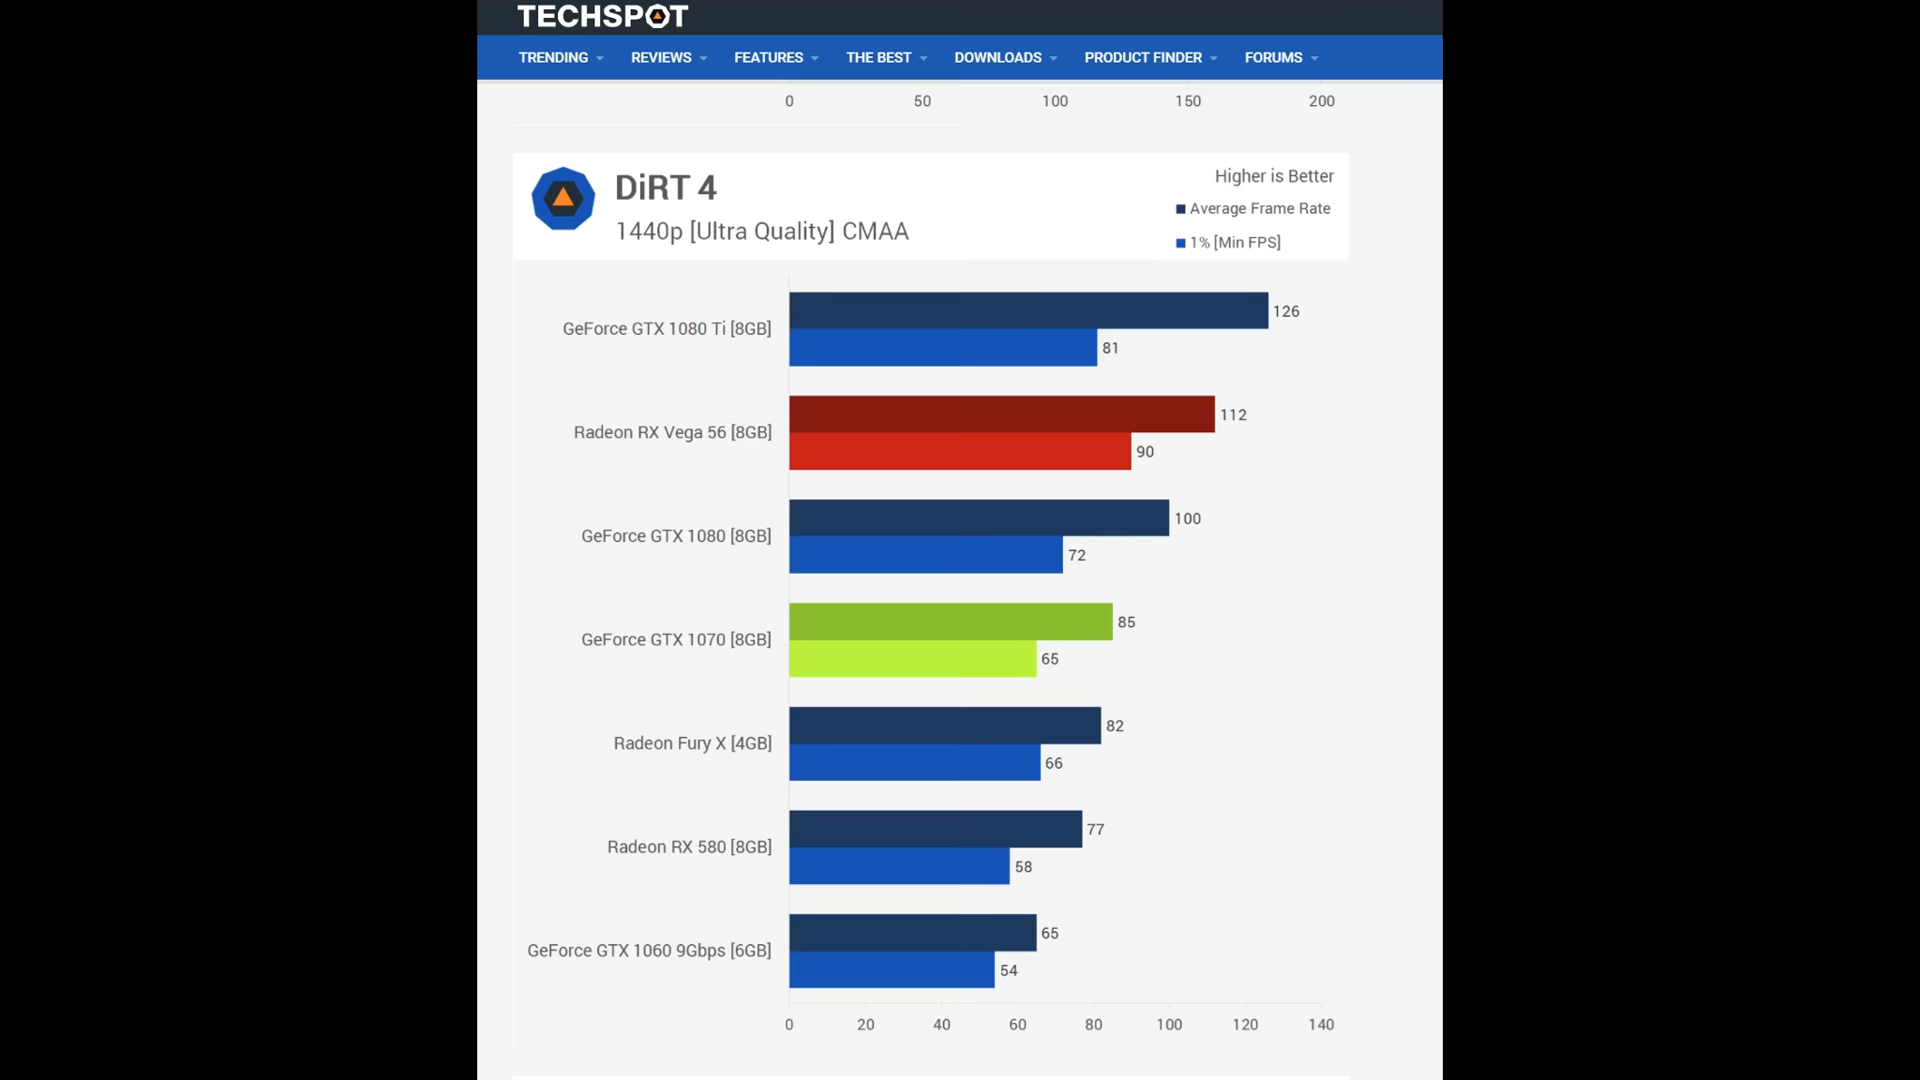 TECHSPOT
TRENDING REVIEWS FEATURES THE BEST DOWNLOADS PRODUCT FINDER FORUMS
0 50 100 150 200
DiRT 4
1440p [Ultra Quality] CMAA
Higher is Better
Average Frame Rate
1% [Min FPS]
GeForce GTX 1080 Ti [8GB]
126
81
Radeon RX Vega 56 [8GB]
112
90
GeForce GTX 1080 [8GB]
100
72
GeForce GTX 1070 [8GB]
85
65
Radeon Fury X [4GB]
82
66
Radeon RX 580 [8GB]
77
58
GeForce GTX 1060 9Gbps [6GB]
65
54
0 20 40 60 80 100 120 140